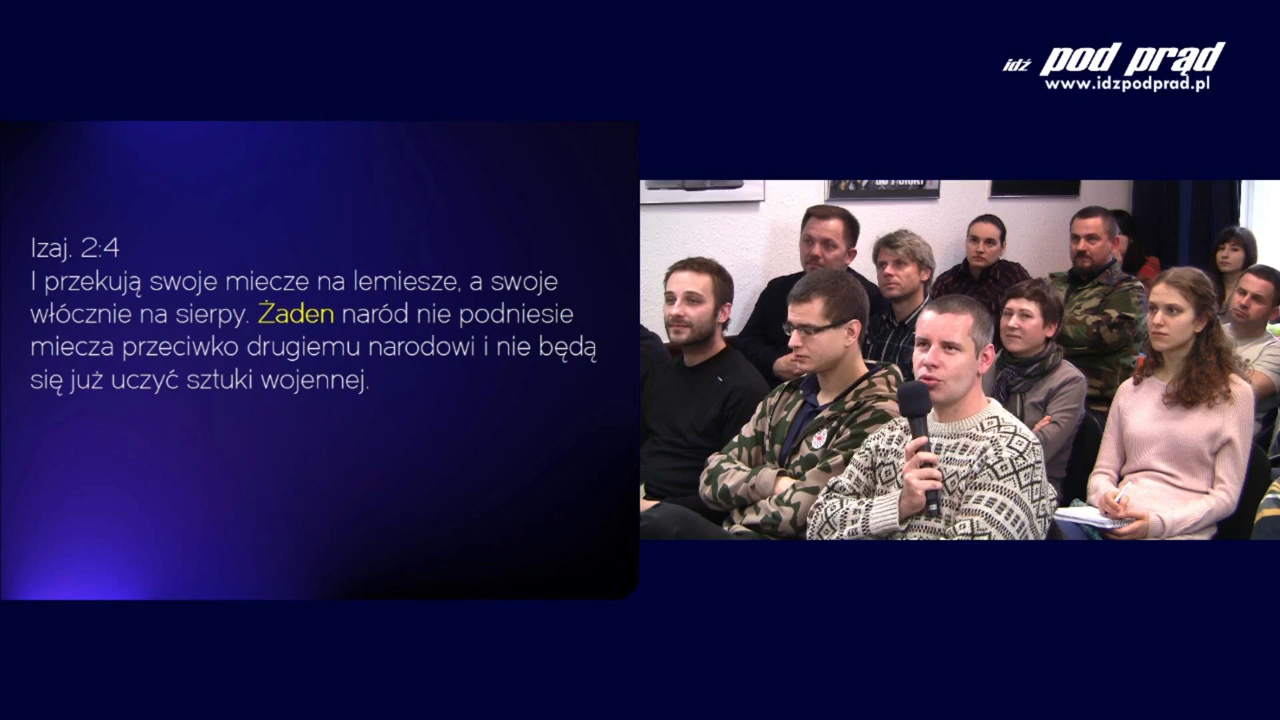 idź pod prąd
www.idzpodprad.pl
Izaj. 2:4
I przekują swoje miecze na lemiesze, a swoje
włócznie na sierpy. Żaden naród nie podniesie
miecza przeciwko drugiemu narodowi i nie będą
się już uczyć sztuki wojennej.